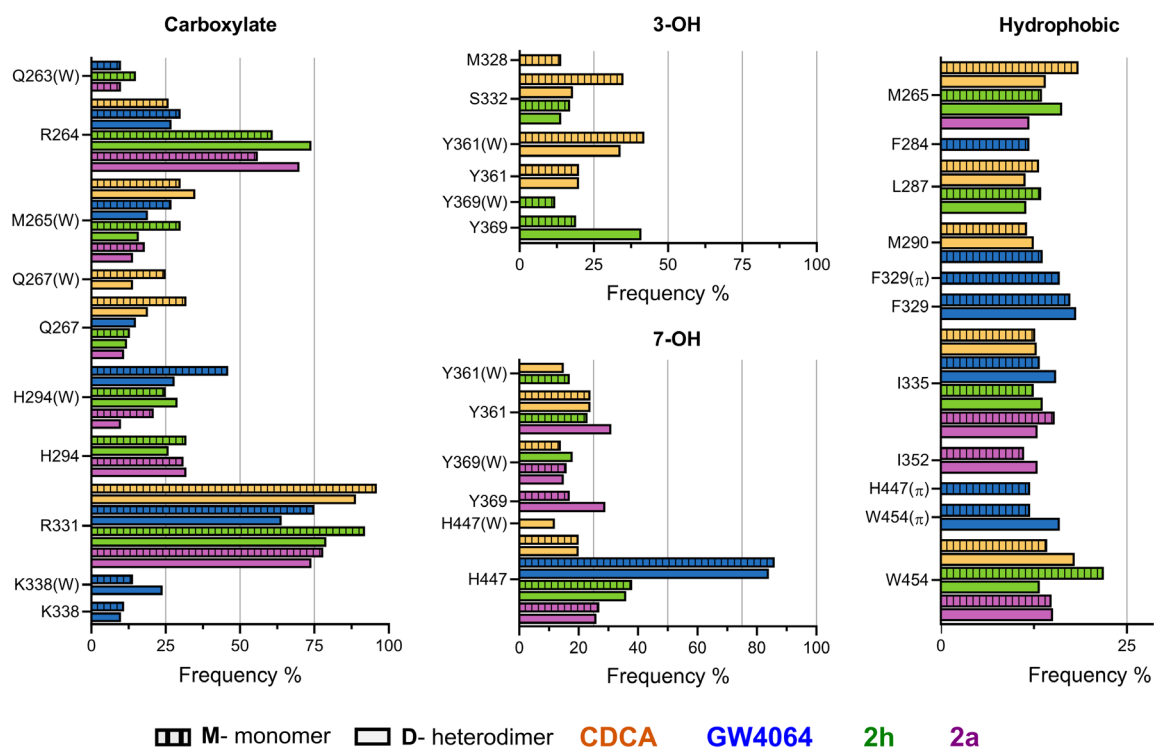 Carboxylate
Q263(W)
R264
M265(W)
Q267(W)
Q267
H294(W)
H294
R331
K338(W)
K338
0 25 50 75 100
Frequency %
3-OH
M328
S332
Y361(W)
Y361
Y369(W)
Y369
0 25 50 75 100
Frequency %
7-OH
Y361(W)
Y361
Y369(W)
Y369
H447(W)
H447
0 20 40 60 80 100
Frequency %
Hydrophobic
M265
F284
L287
M290
F329(π)
F329
I335
I352
H447(π)
W454(π)
W454
0 25
Frequency %
M- monomer D- heterodimer CDCA GW4064 2h 2a